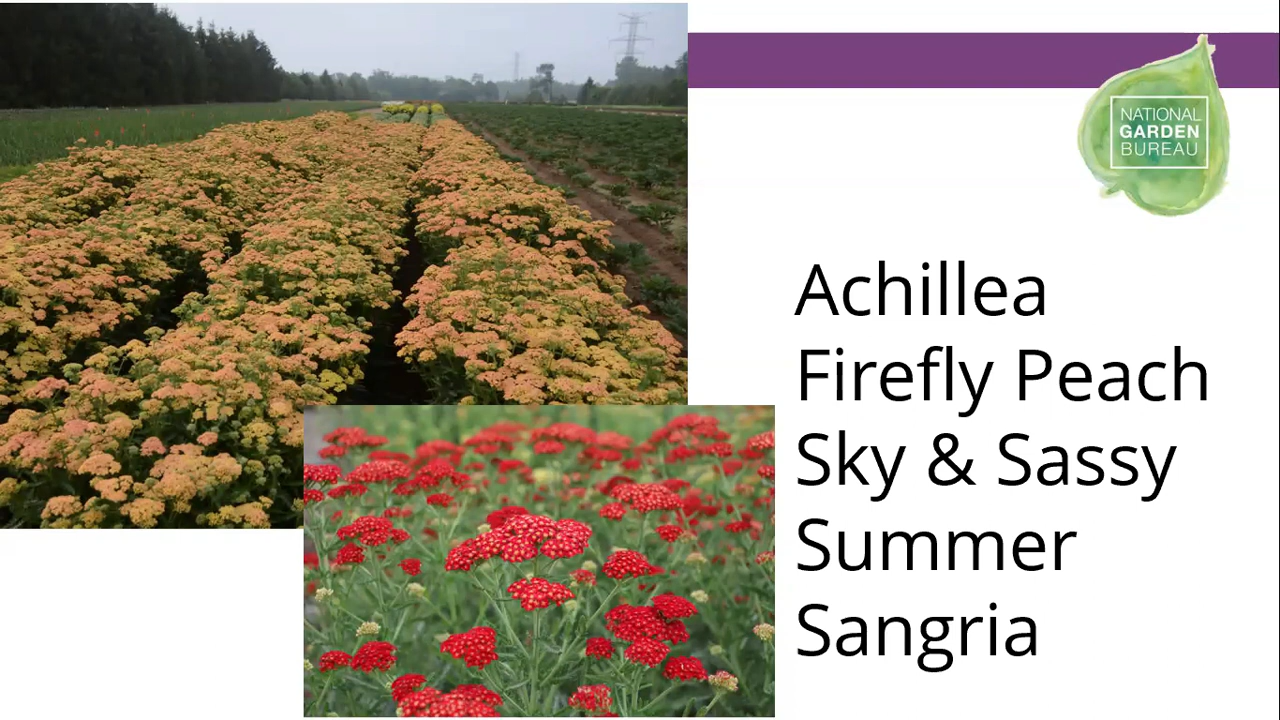 NATIONAL
GARDEN
BUREAU
Achillea
Firefly Peach
Sky & Sassy
Summer
Sangria